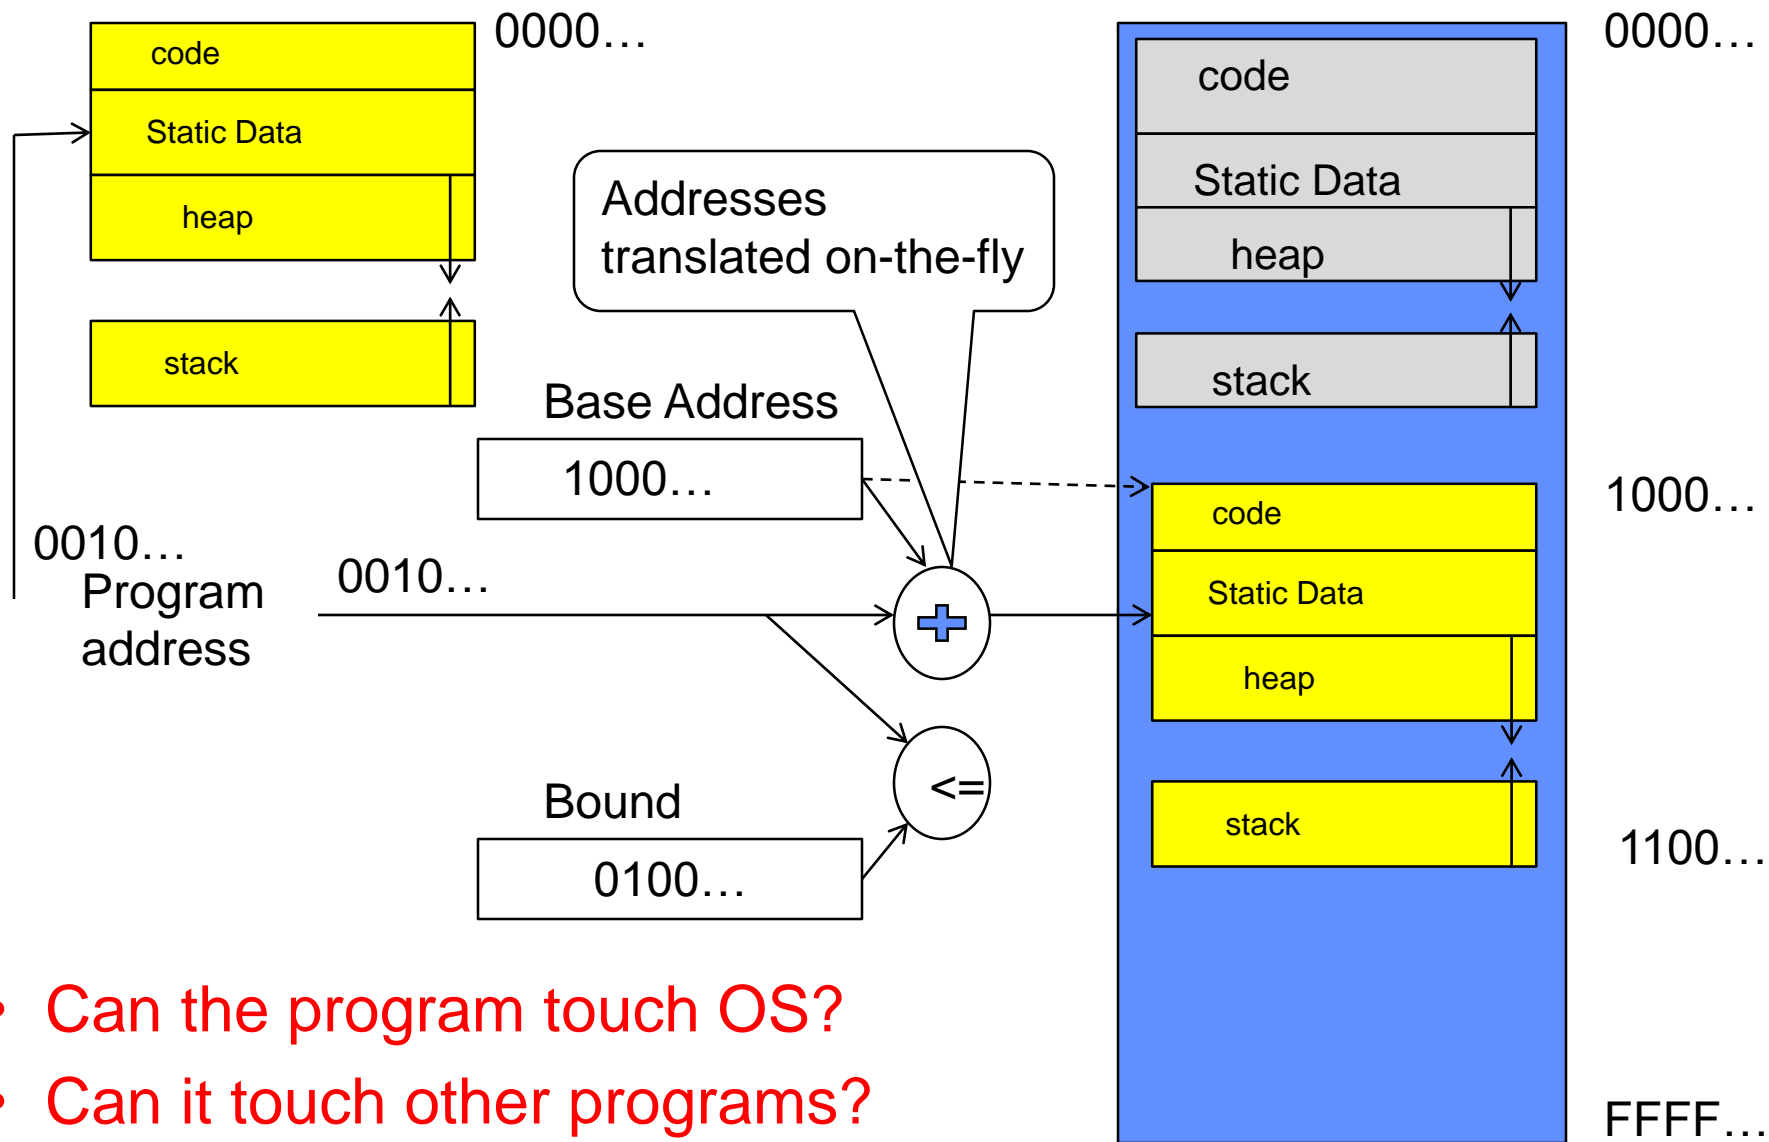 code
0000…
Static Data
heap
stack
Addresses
translated on-the-fly
Base Address
1000…
0010…
Program
address
0010…
<=
Bound
0100…
code
0000…
Static Data
heap
stack
code
1000…
Static Data
heap
stack
1100…
FFFF…
• Can the program touch OS?
• Can it touch other programs?